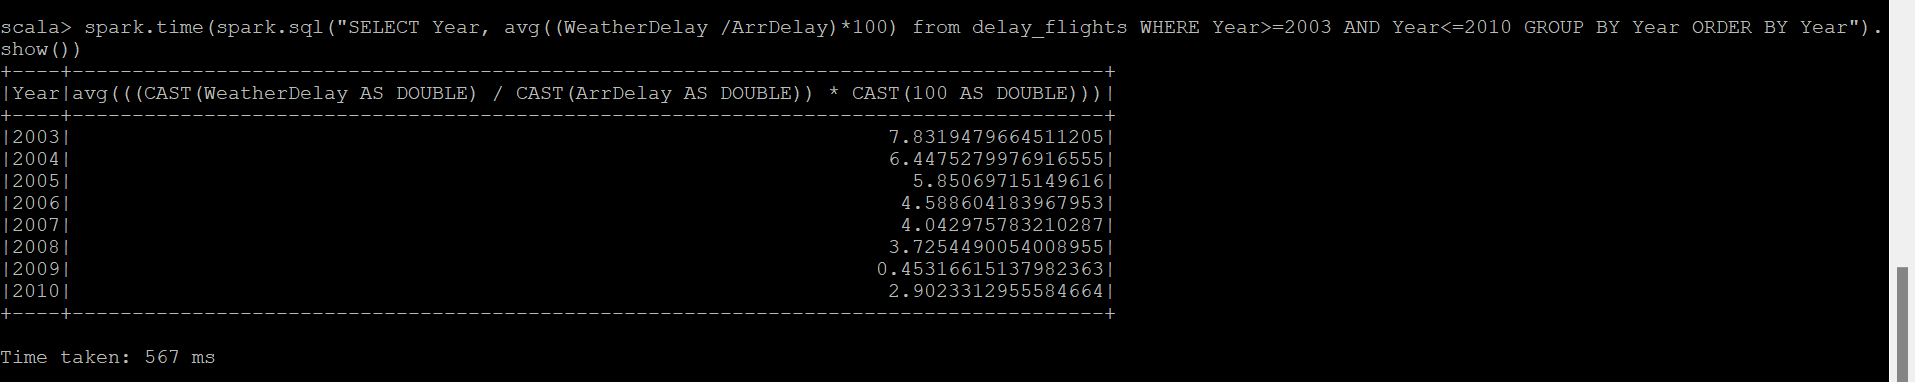 scala> spark.time(spark.sql("SELECT Year, avg((WeatherDelay /ArrDelay)*100) from delay_flights WHERE Year>=2003 AND Year<=2010 GROUP BY Year ORDER BY Year").
show())
+----+--------------------------------------------------------------------------------------+
|Year|avg(((CAST(WeatherDelay AS DOUBLE) / CAST(ArrDelay AS DOUBLE)) * CAST(100 AS DOUBLE)))|
+----+--------------------------------------------------------------------------------------+
|2003|                                                                    7.8319479664511205|
|2004|                                                                    6.4475279976916555|
|2005|                                                                      5.85069715149616|
|2006|                                                                     4.588604183967953|
|2007|                                                                     4.042975783210287|
|2008|                                                                    3.7254490054008955|
|2009|                                                                   0.45316615137982363|
|2010|                                                                    2.9023312955584664|
+----+--------------------------------------------------------------------------------------+
Time taken: 567 ms